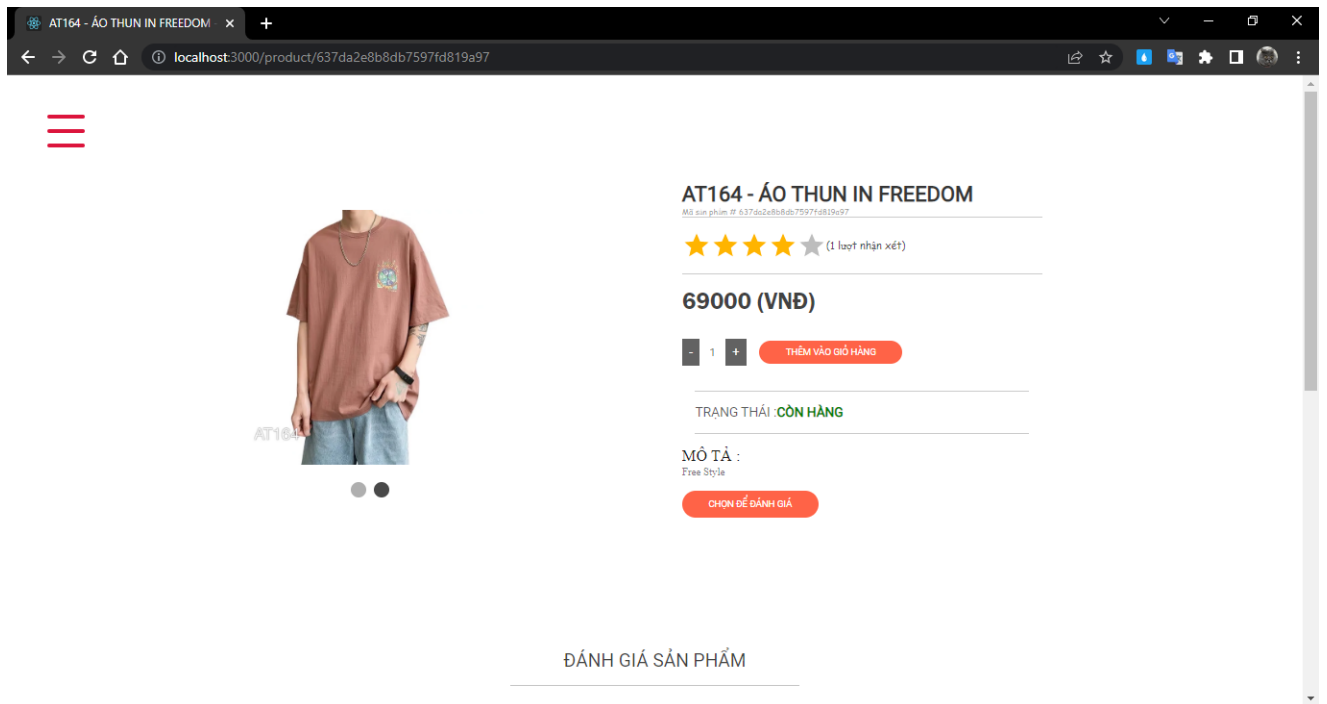 AT164 - ÁO THUN IN FREEDOM -
localhost:3000/product/637da2e8b8db7597fd819a97
AT164 - ÁO THUN IN FREEDOM
Mã sản phẩm # 637da2e8b8db7597fd819a97
(1 lượt nhận xét)
69000 (VNĐ)
- 1 + THÊM VÀO GIỎ HÀNG
TRẠNG THÁI :CÒN HÀNG
AT164
MÔ TẢ :
Free Style
CHỌN ĐỂ ĐÁNH GIÁ
ĐÁNH GIÁ SẢN PHẨM